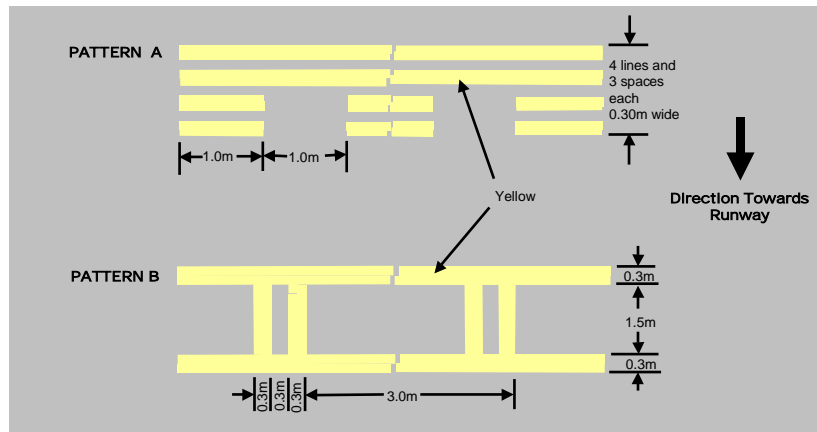 PATTERN A
4 lines and
3 spaces
each
0.30m wide
1.0m
1.0m
Yellow
Direction Towards
Runway
PATTERN B
0.3m
1.5m
0.3m
0.3m
0.3m
0.3m
3.0m